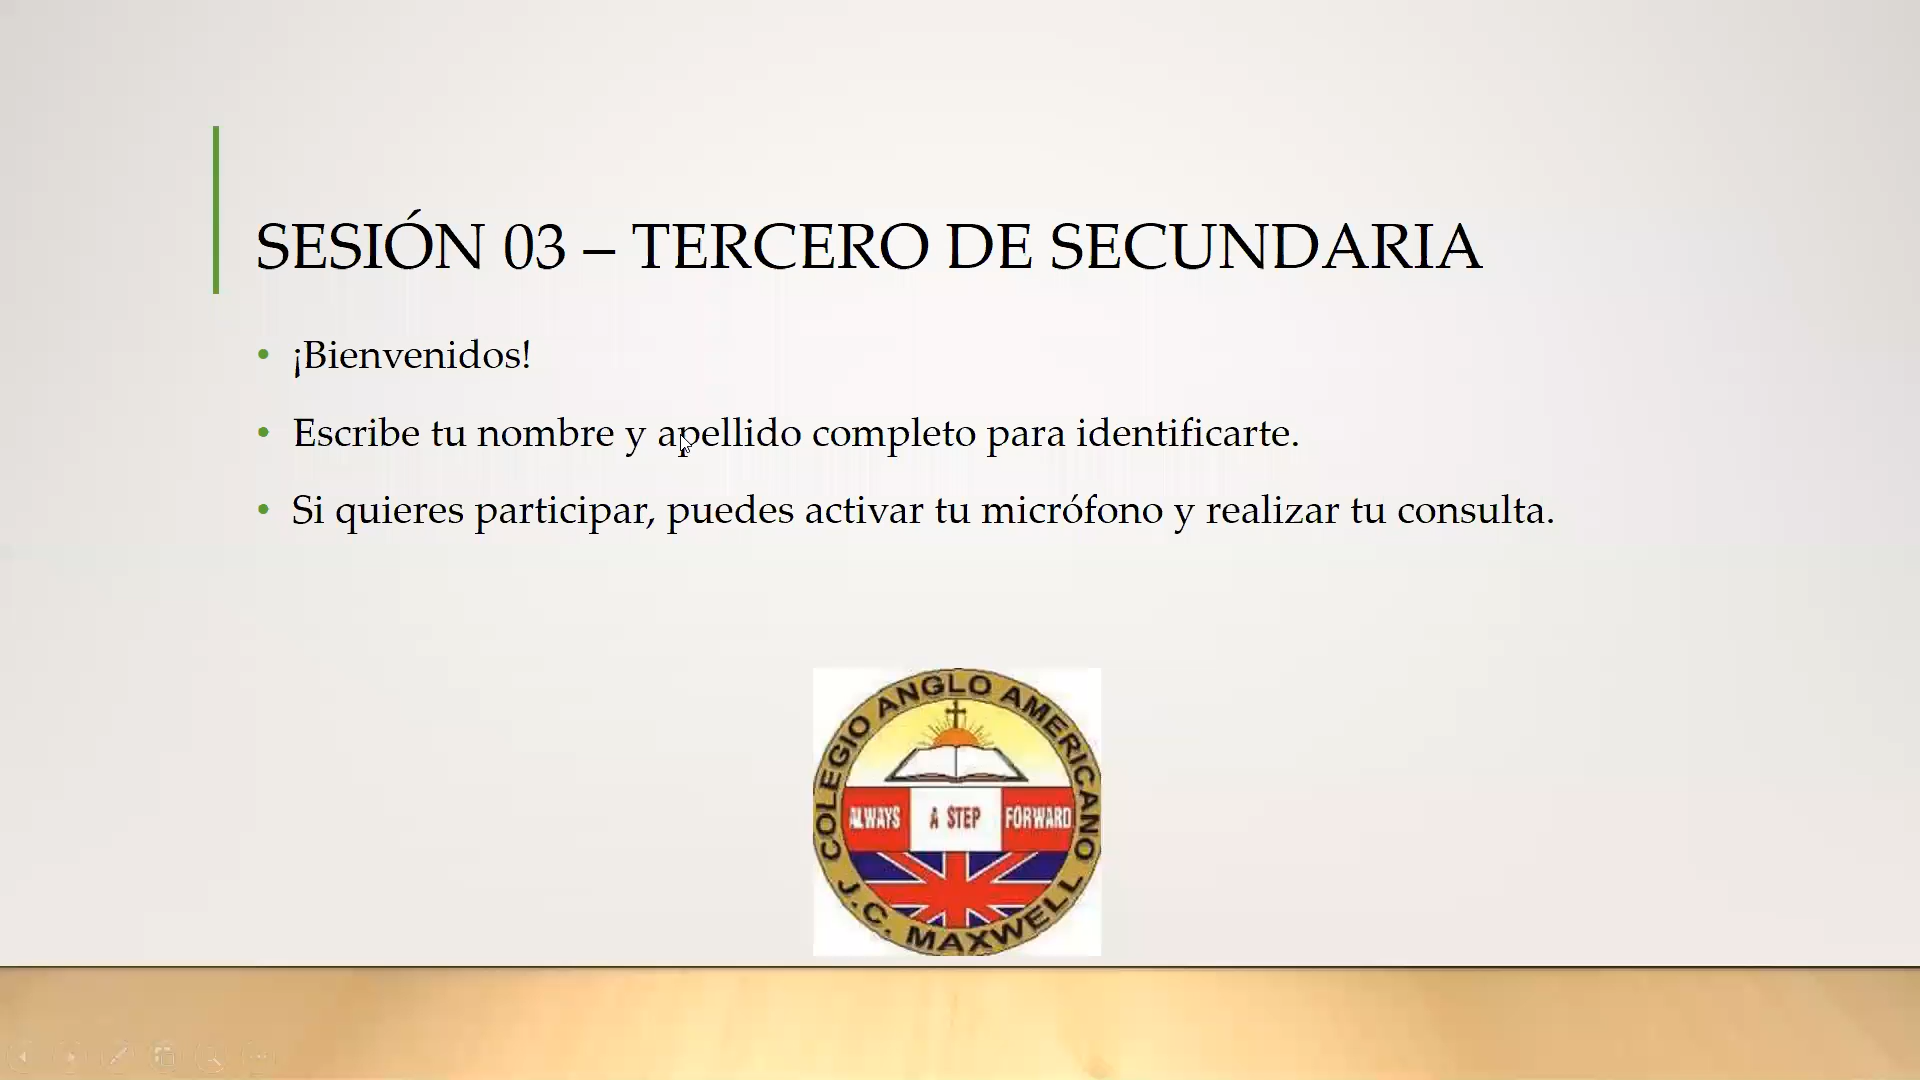 SESIÓN 03 – TERCERO DE SECUNDARIA
• ¡Bienvenidos!
• Escribe tu nombre y apellido completo para identificarte.
• Si quieres participar, puedes activar tu micrófono y realizar tu consulta.
COLEGIO ANGLO AMERICANO
ALWAYS A STEP FORWARD
J.C. MAXWELL